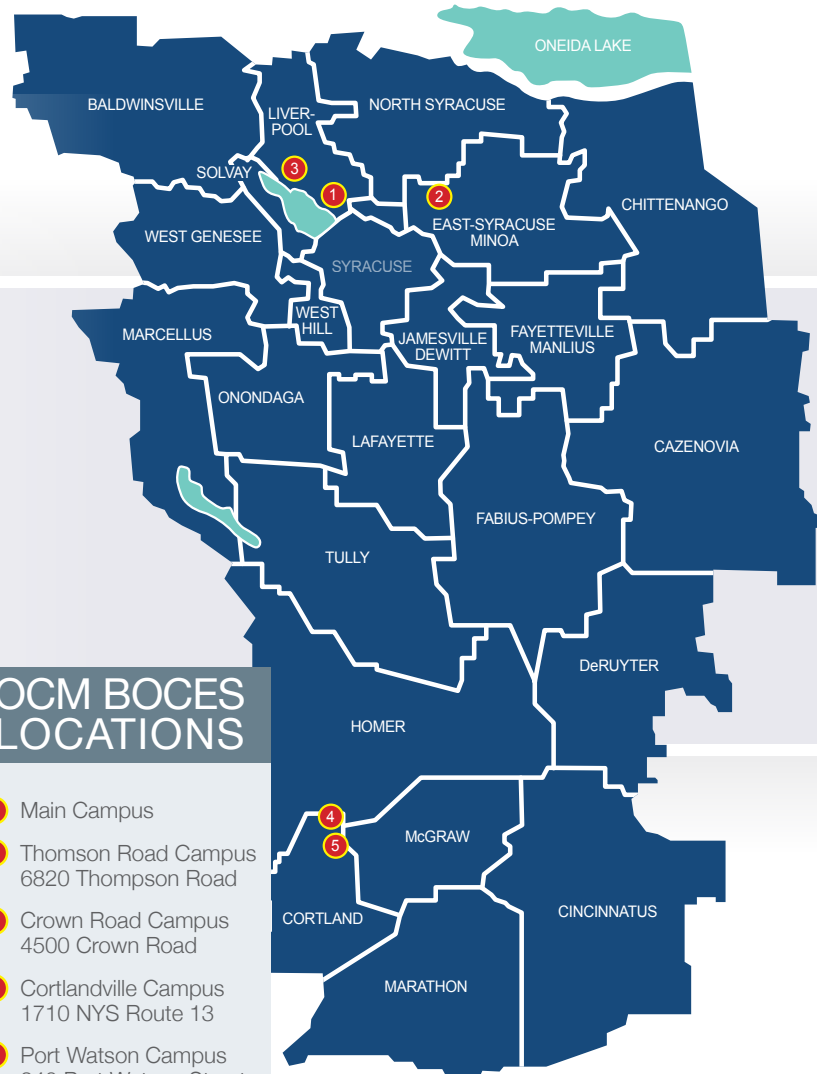 ONEIDA LAKE
BALDWINSVILLE
LIVER-
POOL
NORTH SYRACUSE
SOLVAY
3
1
2
CHITTENANGO
EAST-SYRACUSE
MINOA
WEST GENESEE
SYRACUSE
WEST
HILL
MARCELLUS
JAMESVILLE
DEWITT
FAYETTEVILLE
MANLIUS
ONONDAGA
LAFAYETTE
CAZENOVIA
FABIUS-POMPEY
TULLY
DeRUYTER
HOMER
4
5
McGRAW
CORTLAND
CINCINNATUS
MARATHON
OCM BOCES
LOCATIONS
Main Campus
Thomson Road Campus
6820 Thompson Road
Crown Road Campus
4500 Crown Road
Cortlandville Campus
1710 NYS Route 13
Port Watson Campus
Port Watson Street